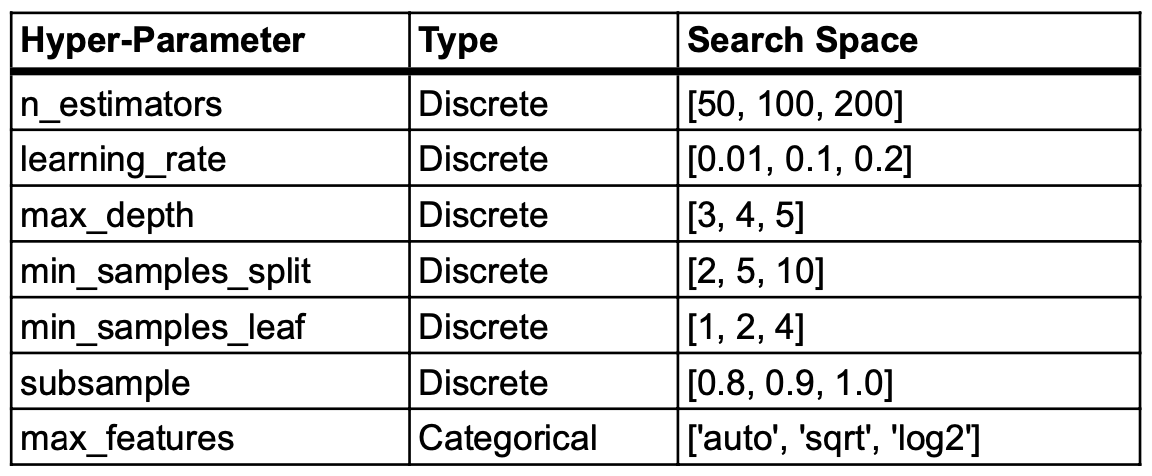 Hyper-Parameter Type Search Space
n_estimators Discrete [50, 100, 200]
learning_rate Discrete [0.01, 0.1, 0.2]
max_depth Discrete [3, 4, 5]
min_samples_split Discrete [2, 5, 10]
min_samples_leaf Discrete [1, 2, 4]
subsample Discrete [0.8, 0.9, 1.0]
max_features Categorical ['auto', 'sqrt', 'log2']